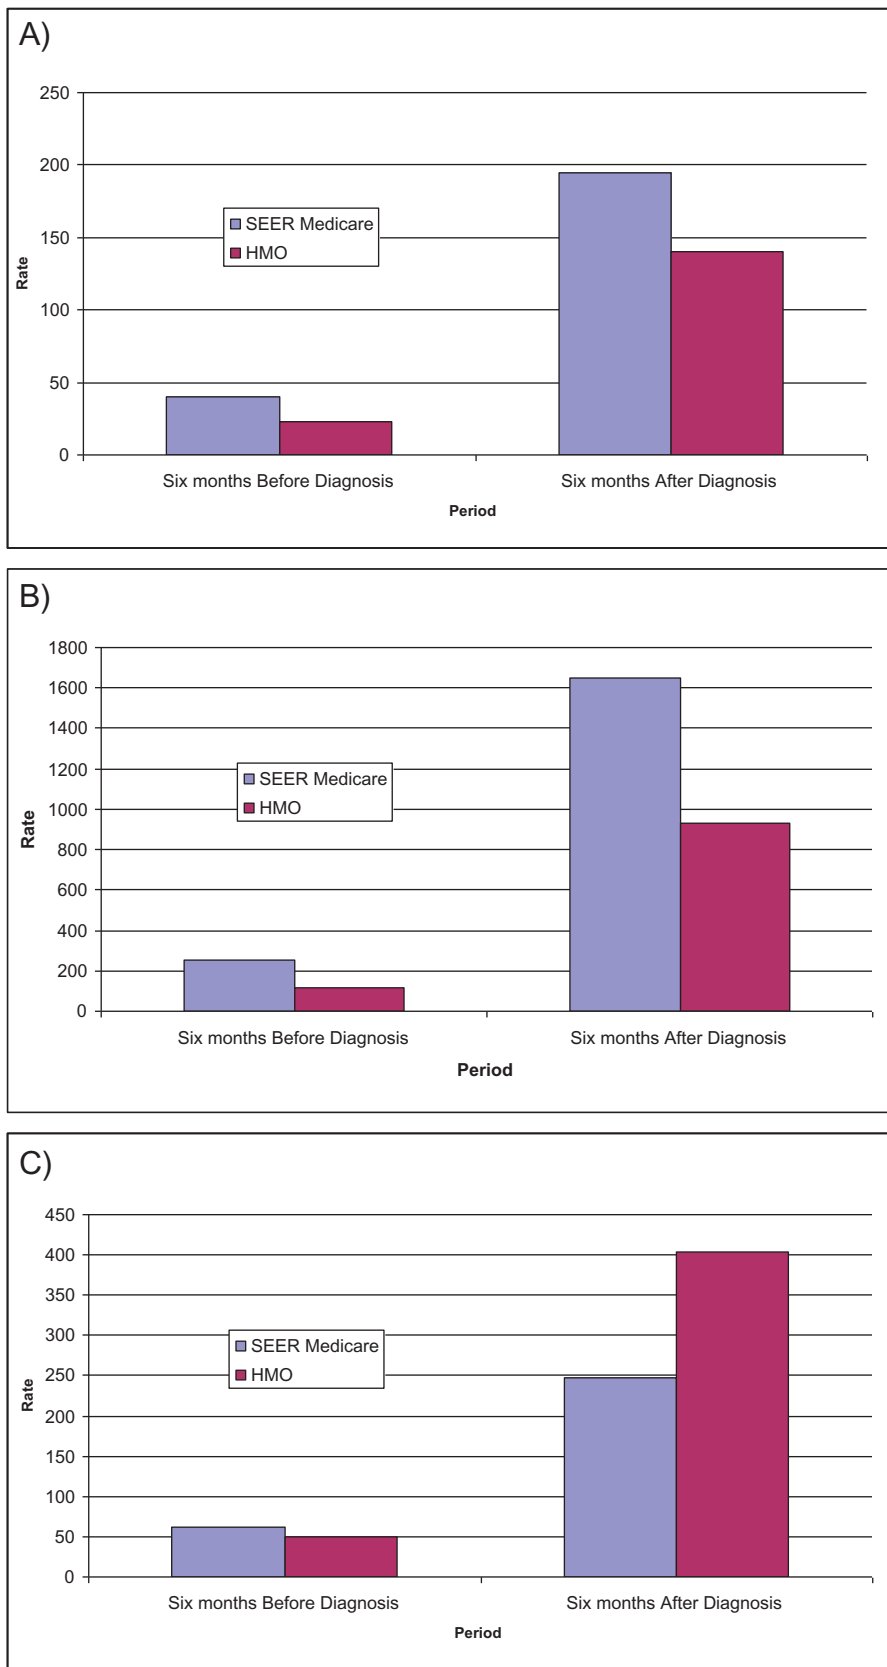 A)
250
200
150
100
50
0
Rate
SEER Medicare
HMO
Six months Before Diagnosis
Six months After Diagnosis
Period
B)
1800
1600
1400
1200
1000
800
600
400
200
0
Rate
SEER Medicare
HMO
Six months Before Diagnosis
Six months After Diagnosis
Period
C)
450
400
350
300
250
200
150
100
50
0
Rate
SEER Medicare
HMO
Six months Before Diagnosis
Six months After Diagnosis
Period